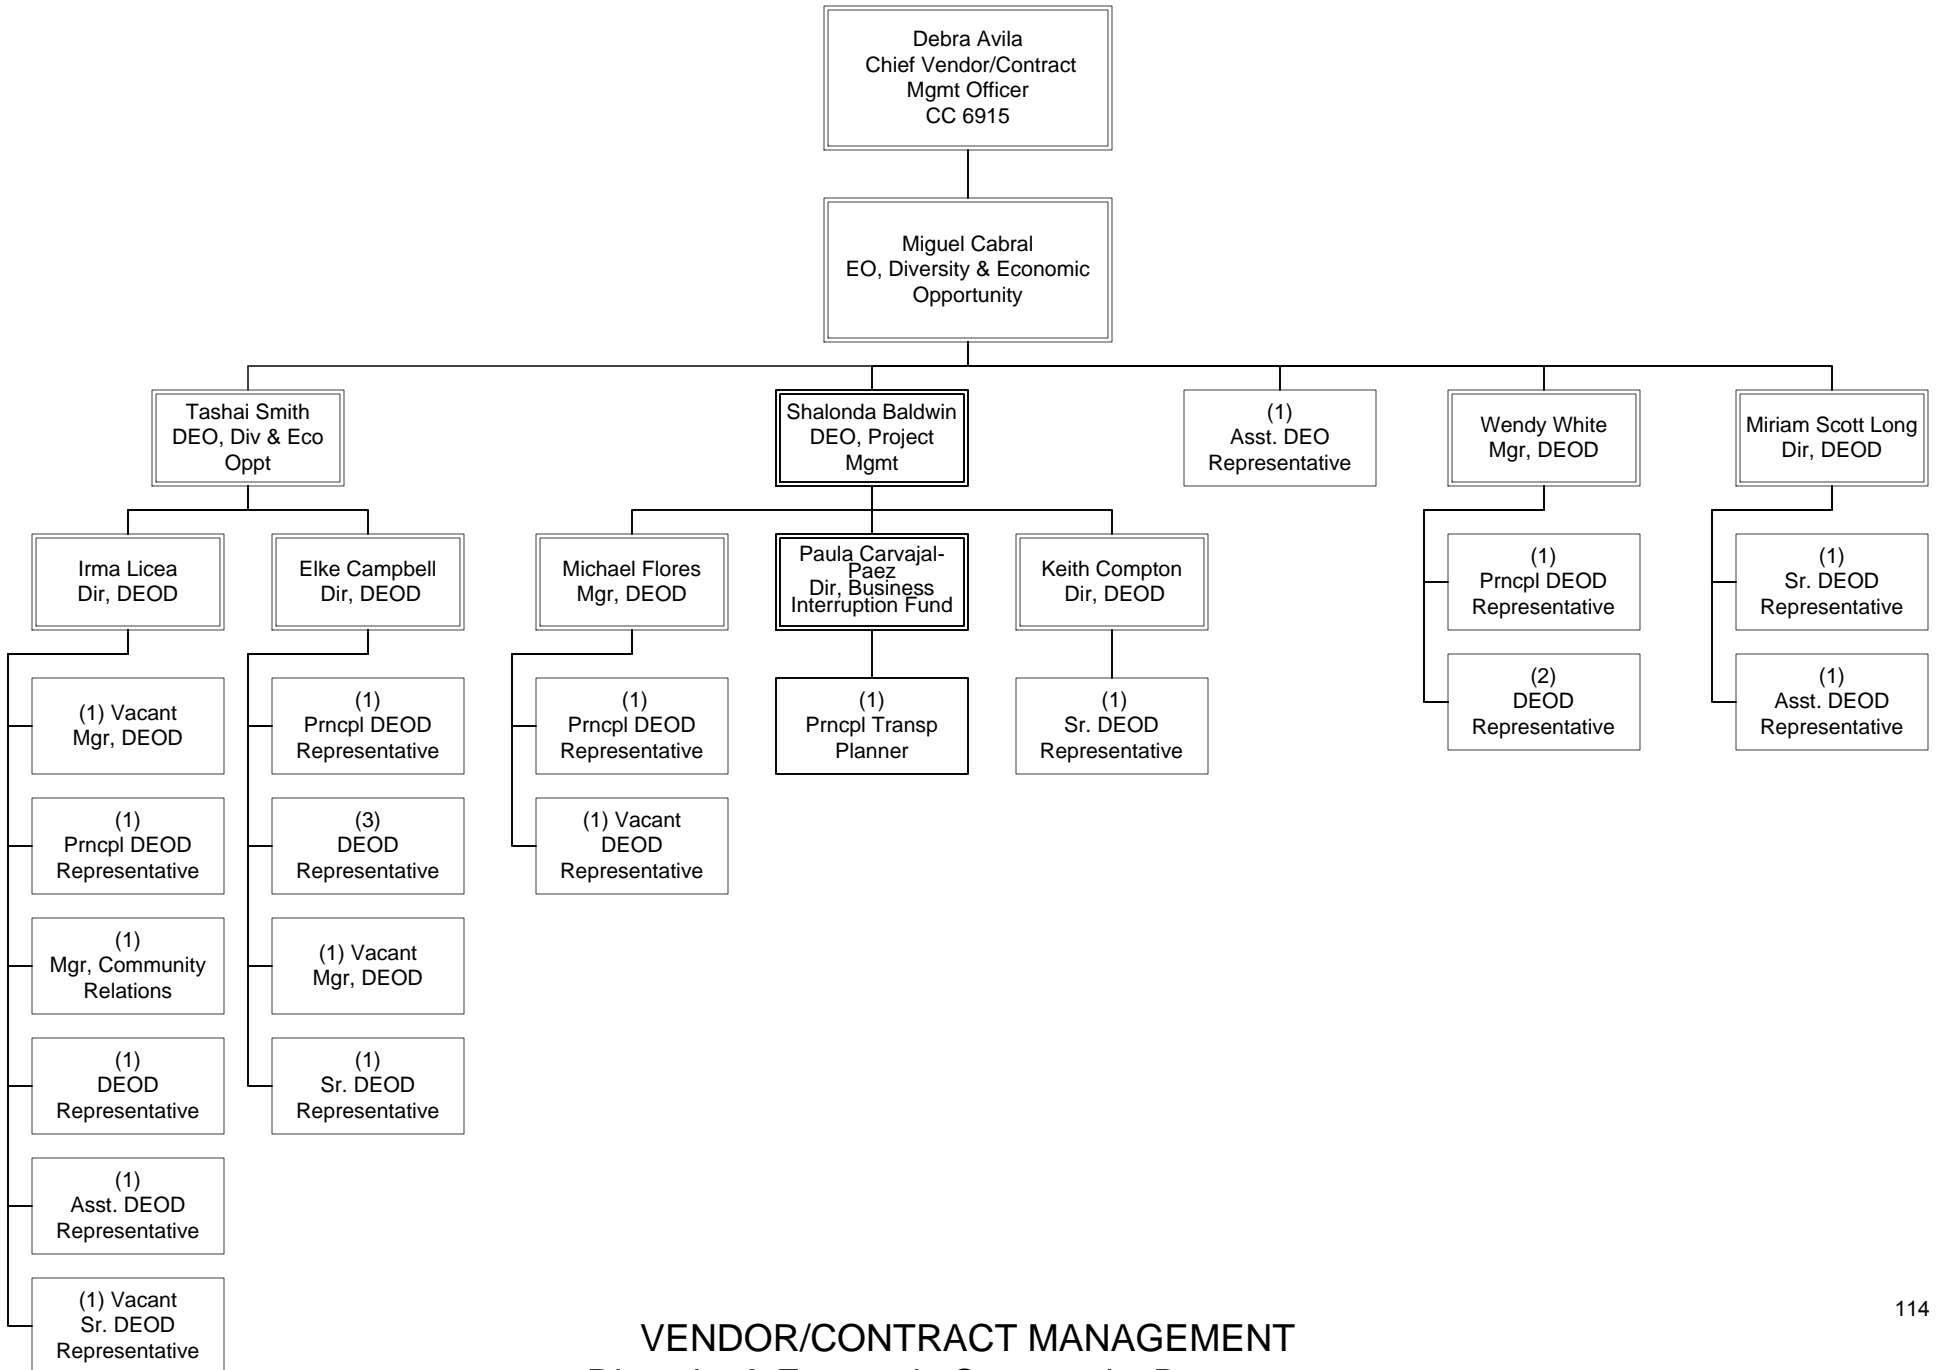 Debra Avila
Chief Vendor/Contract
Mgmt Officer
CC 6915
Miguel Cabral
EO, Diversity & Economic
Opportunity
Tashai Smith
DEO, Div & Eco
Oppt
Shalonda Baldwin
DEO, Project
Mgmt
(1)
Asst. DEO
Representative
Wendy White
Mgr, DEOD
Miriam Scott Long
Dir, DEOD
Irma Licea
Dir, DEOD
Elke Campbell
Dir, DEOD
Michael Flores
Mgr, DEOD
Paula Carvajal-
Paez
Dir, Business
Interruption Fund
Keith Compton
Dir, DEOD
(1)
Prncpl DEOD
Representative
(1)
Sr. DEOD
Representative
(1) Vacant
Mgr, DEOD
(1)
Prncpl DEOD
Representative
(1)
Prncpl DEOD
Representative
(1)
Prncpl Transp
Planner
(1)
Sr. DEOD
Representative
(2)
DEOD
Representative
(1)
Asst. DEOD
Representative
(1)
Prncpl DEOD
Representative
(3)
DEOD
Representative
(1) Vacant
DEOD
Representative
(1)
Mgr, Community
Relations
(1) Vacant
Mgr, DEOD
(1)
DEOD
Representative
(1)
Sr. DEOD
Representative
(1)
Asst. DEOD
Representative
(1) Vacant
Sr. DEOD
Representative
114
VENDOR/CONTRACT MANAGEMENT